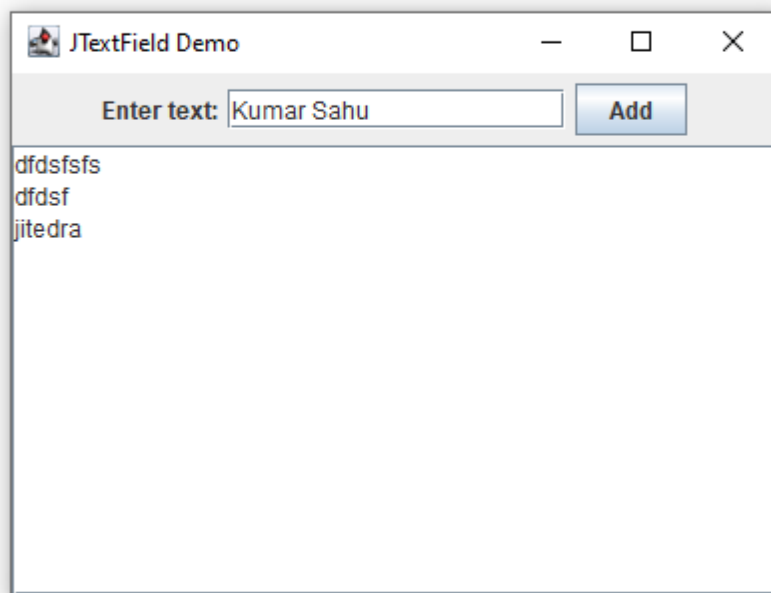 JTextField Demo
Enter text: Kumar Sahu Add
dfdsfsfs
dfdsf
jitedra